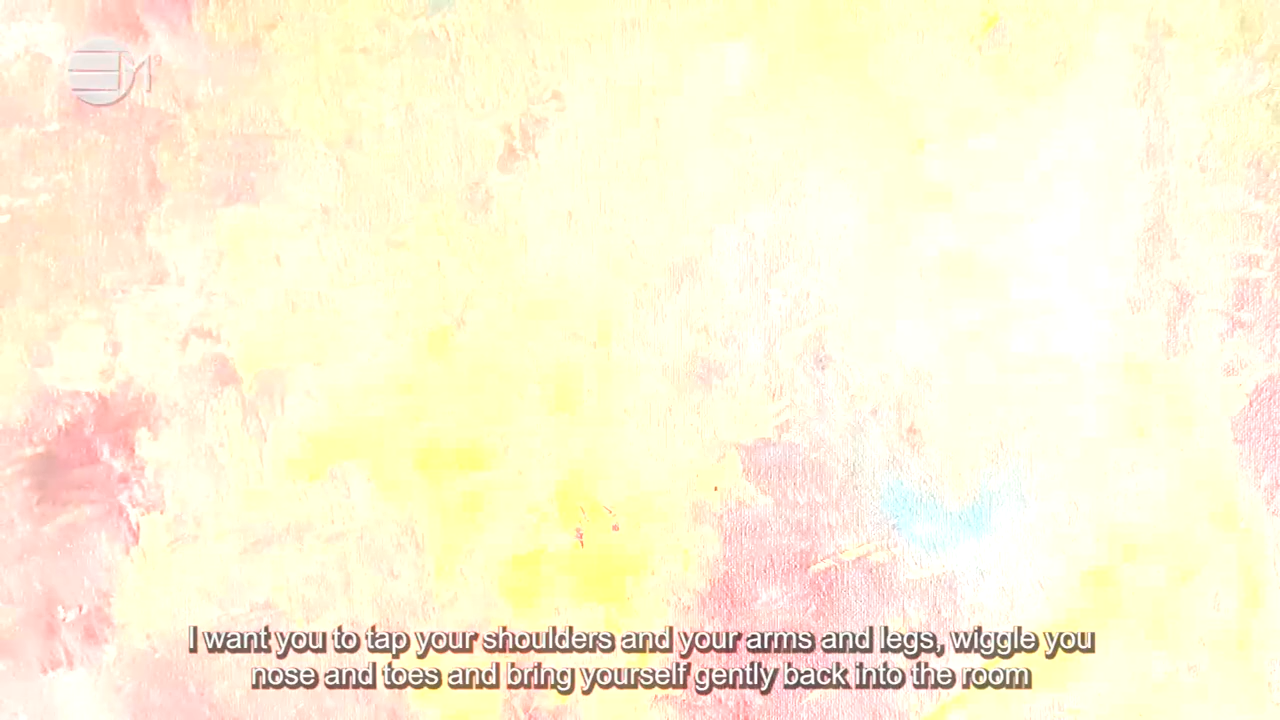 I want you to tap your shoulders and your arms and legs, wiggle you
nose and toes and bring yourself gently back into the room